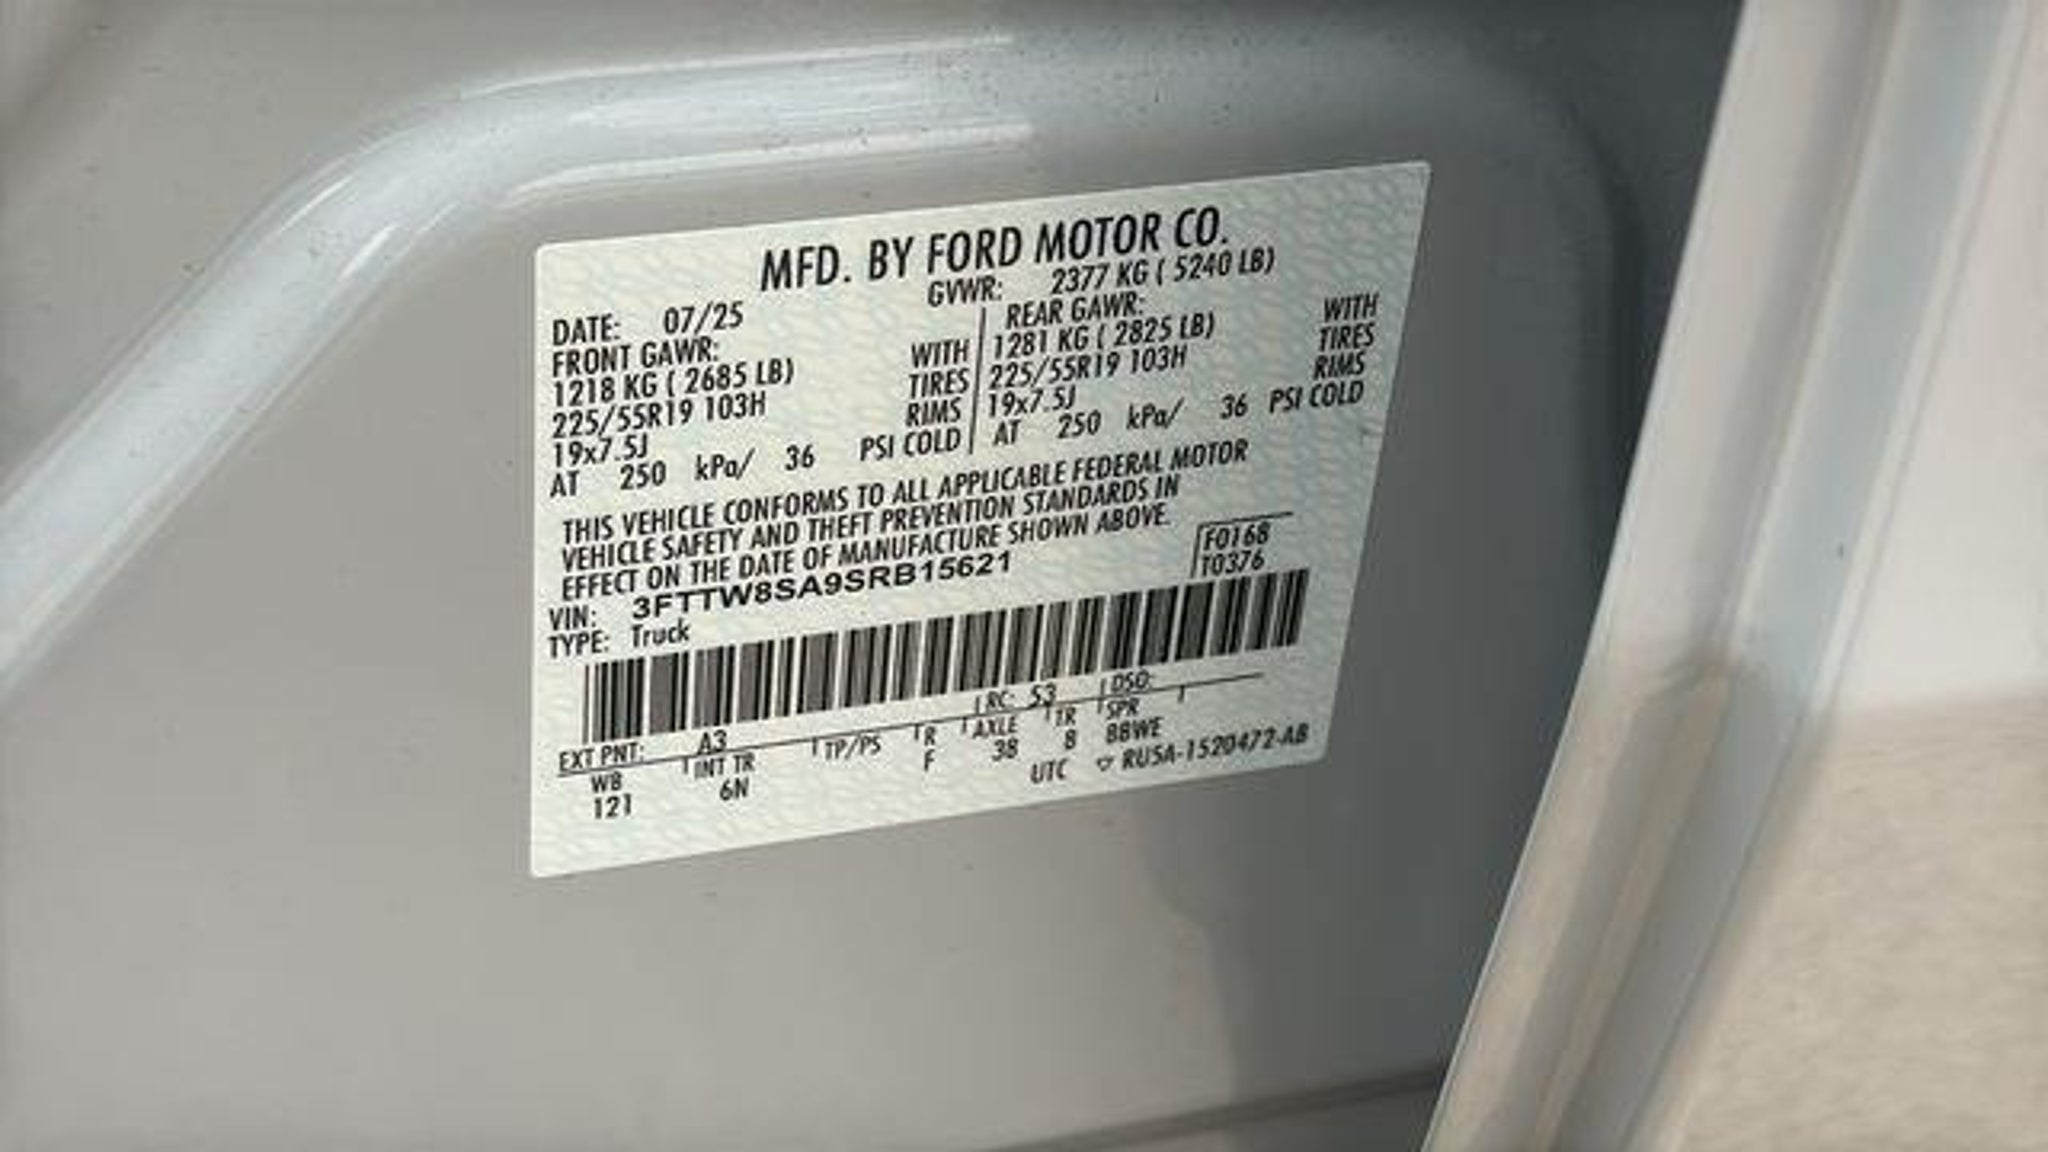 MFD. BY FORD MOTOR CO.
DATE: 07/25 GVWR: 2377 KG ( 5240 LB)
FRONT GAWR: REAR GAWR:
1218 KG ( 2685 LB) WITH 1281 KG ( 2825 LB) WITH
225/55R19 103H TIRES 225/55R19 103H TIRES
19x7.5J RIMS 19x7.5J RIMS
AT 250 kPa/ 36 PSI COLD AT 250 kPa/ 36 PSI COLD
THIS VEHICLE CONFORMS TO ALL APPLICABLE FEDERAL MOTOR
VEHICLE SAFETY AND THEFT PREVENTION STANDARDS IN
EFFECT ON THE DATE OF MANUFACTURE SHOWN ABOVE.
VIN: 3FTTW8SA9SRB15621 F0168
TYPE: Truck T0376
EXT PNT: A3 RC: 53 DSO:
WB INT TR TP/PS R AXLE TR SPR
121 6N F 38 8 8BWE
UTC ▽ RU5A-1520472-AB